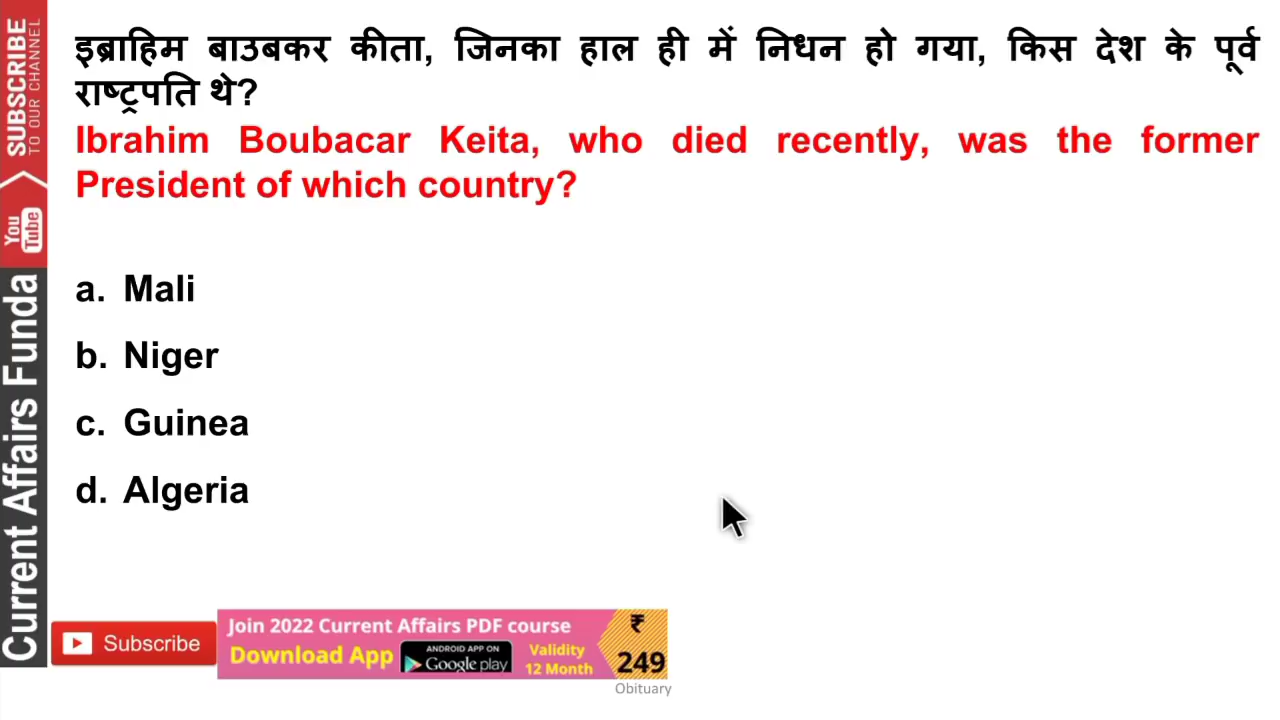 इब्राहिम बाउबकर कीता, जिनका हाल ही में निधन हो गया, किस देश के पूर्व
राष्ट्रपति थे?
Ibrahim Boubacar Keita, who died recently, was the former
President of which country?
a. Mali
b. Niger
c. Guinea
d. Algeria
SUBSCRIBE
TO OUR CHANNEL
You
Tube
Current Affairs Funda
Subscribe
Join 2022 Current Affairs PDF course
Download App
ANDROID APP ON
Google play
Validity
12 Month
₹
249
Obituary